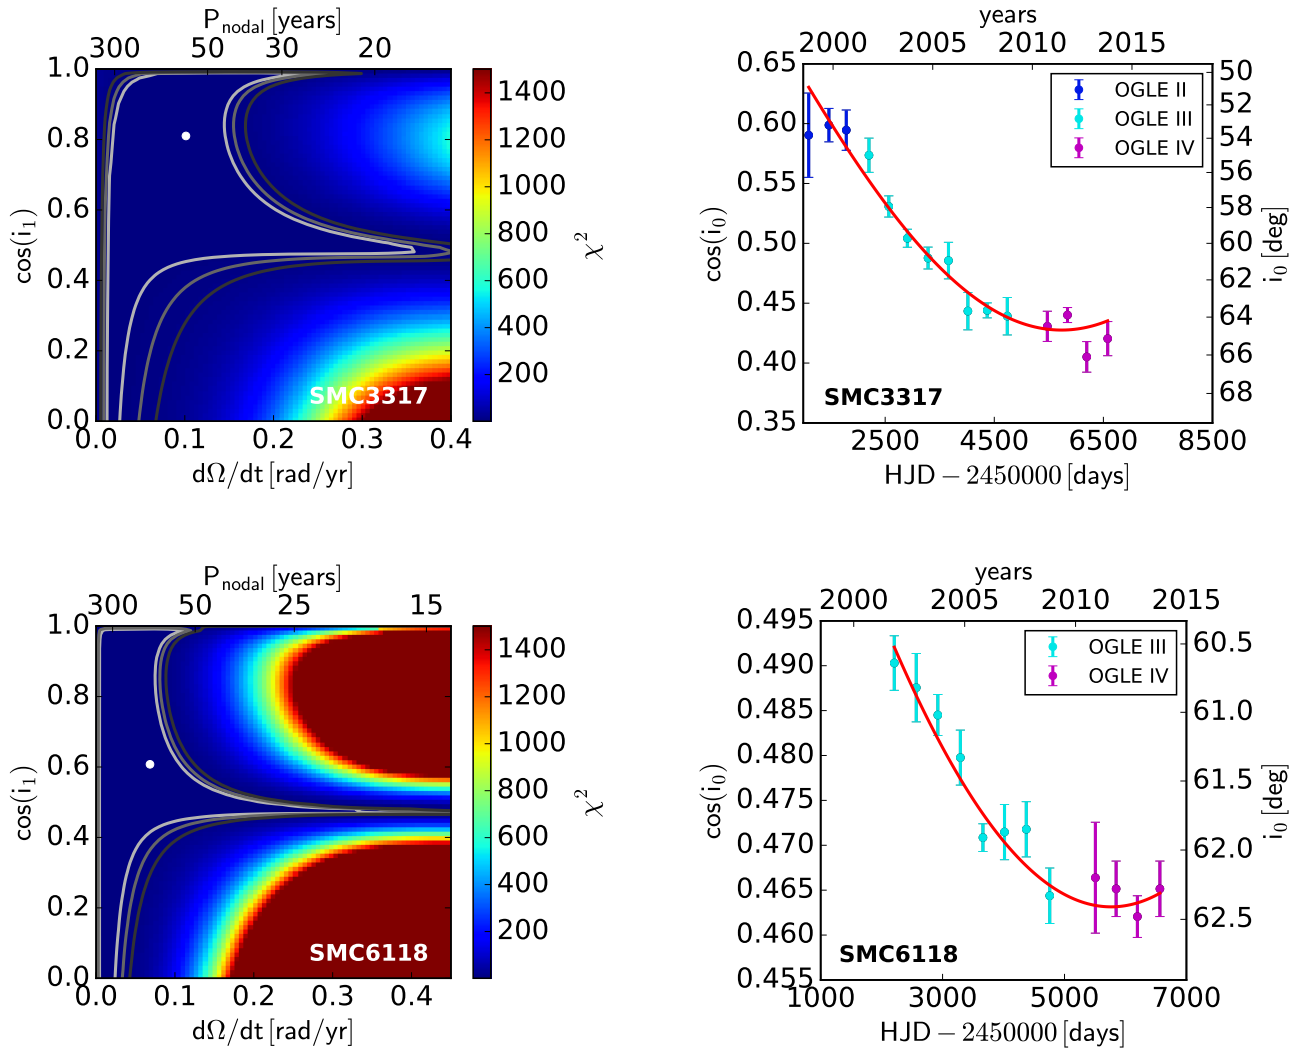 P_nodal [years]
300 50 30 20
1.0
0.8
0.6
0.4
0.2
0.0
cos(i_1)
SMC3317
0.0 0.1 0.2 0.3 0.4
dΩ/dt [rad/yr]
1400
1200
1000
800
600
400
200
χ^2
years
2000 2005 2010 2015
0.65
0.60
0.55
0.50
0.45
0.40
0.35
cos(i_0)
OGLE II
OGLE III
OGLE IV
SMC3317
50
52
54
56
58
60
62
64
66
68
i_0 [deg]
2500 4500 6500 8500
HJD − 2450000 [days]
P_nodal [years]
300 50 25 15
1.0
0.8
0.6
0.4
0.2
0.0
cos(i_1)
SMC6118
0.0 0.1 0.2 0.3 0.4
dΩ/dt [rad/yr]
1400
1200
1000
800
600
400
200
χ^2
years
2000 2005 2010 2015
0.495
0.490
0.485
0.480
0.475
0.470
0.465
0.460
0.455
cos(i_0)
OGLE III
OGLE IV
SMC6118
60.5
61.0
61.5
62.0
62.5
i_0 [deg]
1000 3000 5000 7000
HJD − 2450000 [days]